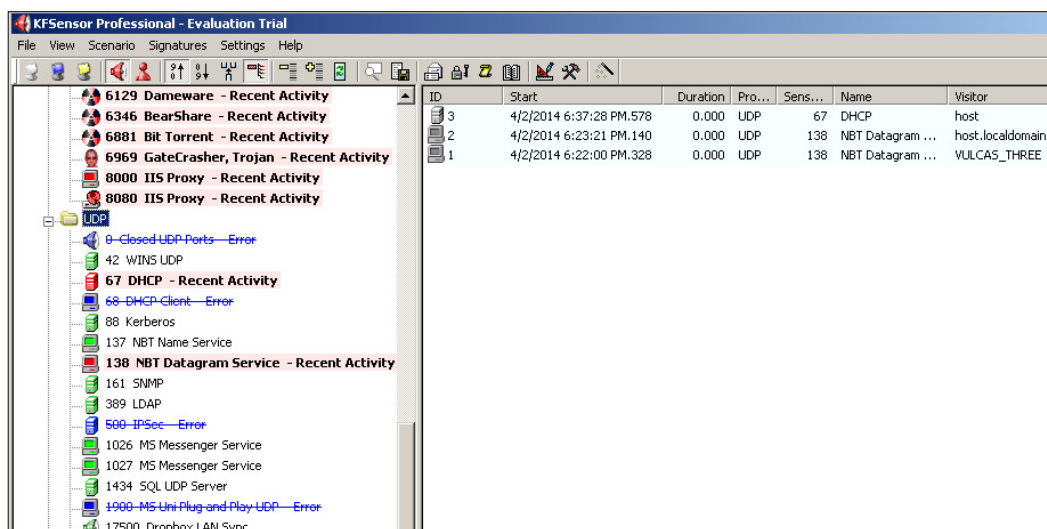 KFSensor Professional - Evaluation Trial
File View Scenario Signatures Settings Help
6129 Dameware - Recent Activity
6346 BearShare - Recent Activity
6881 Bit Torrent - Recent Activity
6969 GateCrasher, Trojan - Recent Activity
8000 IIS Proxy - Recent Activity
8080 IIS Proxy - Recent Activity
UDP
0 Closed UDP Ports - Error
42 WINS UDP
67 DHCP - Recent Activity
68 DHCP Client - Error
88 Kerberos
137 NBT Name Service
138 NBT Datagram Service - Recent Activity
161 SNMP
389 LDAP
500 IPSec - Error
1026 MS Messenger Service
1027 MS Messenger Service
1434 SQL UDP Server
1900 MS Uni Plug and Play UDP - Error
17500 Dropbox LAN Sync
ID Start Duration Pro... Sens... Name Visitor
3 4/2/2014 6:37:28 PM.578 0.000 UDP 67 DHCP host
2 4/2/2014 6:23:21 PM.140 0.000 UDP 138 NBT Datagram ... host.localdomain
1 4/2/2014 6:22:00 PM.328 0.000 UDP 138 NBT Datagram ... VULCAS_THREE